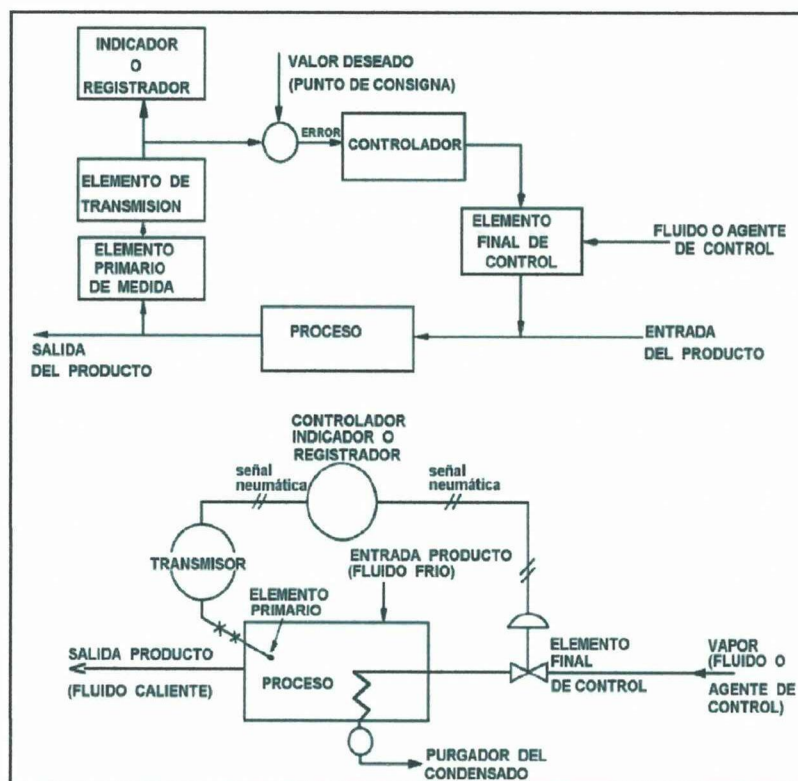 INDICADOR
O
REGISTRADOR
VALOR DESEADO
(PUNTO DE CONSIGNA)
ERROR
CONTROLADOR
ELEMENTO DE
TRANSMISION
ELEMENTO
PRIMARIO
DE MEDIDA
ELEMENTO
FINAL DE
CONTROL
FLUIDO O AGENTE
DE CONTROL
PROCESO
SALIDA
DEL PRODUCTO
ENTRADA
DEL PRODUCTO
CONTROLADOR
INDICADOR O
REGISTRADOR
señal
neumática
señal
neumática
TRANSMISOR
ENTRADA PRODUCTO
(FLUIDO FRIO)
ELEMENTO
PRIMARIO
SALIDA PRODUCTO
(FLUIDO CALIENTE)
PROCESO
ELEMENTO
FINAL
DE CONTROL
VAPOR
(FLUIDO O
AGENTE DE
CONTROL)
PURGADOR DEL
CONDENSADO